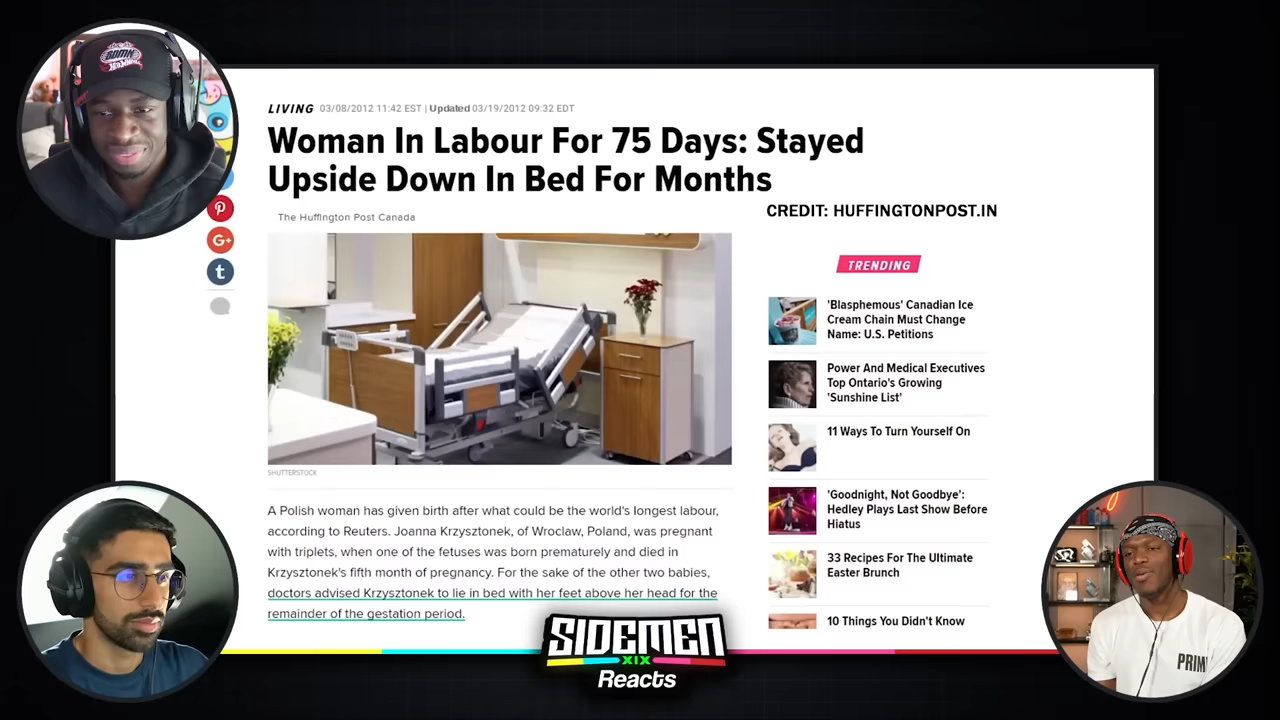 LIVING 03/08/2012 11:42 EST | Updated 03/19/2012 09:32 EDT
Woman In Labour For 75 Days: Stayed
Upside Down In Bed For Months
The Huffington Post Canada
CREDIT: HUFFINGTONPOST.IN
SHUTTERSTOCK
A Polish woman has given birth after what could be the world's longest labour,
according to Reuters. Joanna Krzysztonek, of Wroclaw, Poland, was pregnant
with triplets, when one of the fetuses was born prematurely and died in
Krzysztonek's fifth month of pregnancy. For the sake of the other two babies,
doctors advised Krzysztonek to lie in bed with her feet above her head for the
remainder of the gestation period.
TRENDING
'Blasphemous' Canadian Ice
Cream Chain Must Change
Name: U.S. Petitions
Power And Medical Executives
Top Ontario's Growing
'Sunshine List'
11 Ways To Turn Yourself On
'Goodnight, Not Goodbye':
Hedley Plays Last Show Before
Hiatus
33 Recipes For The Ultimate
Easter Brunch
10 Things You Didn't Know
G+
t
SIDEMEN
XIX
Reacts
PRIM